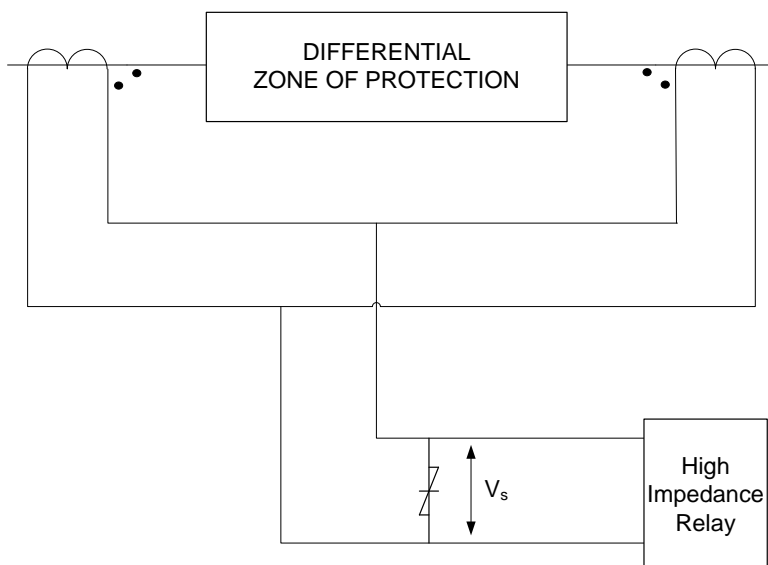 DIFFERENTIAL
ZONE OF PROTECTION
Vs
High
Impedance
Relay